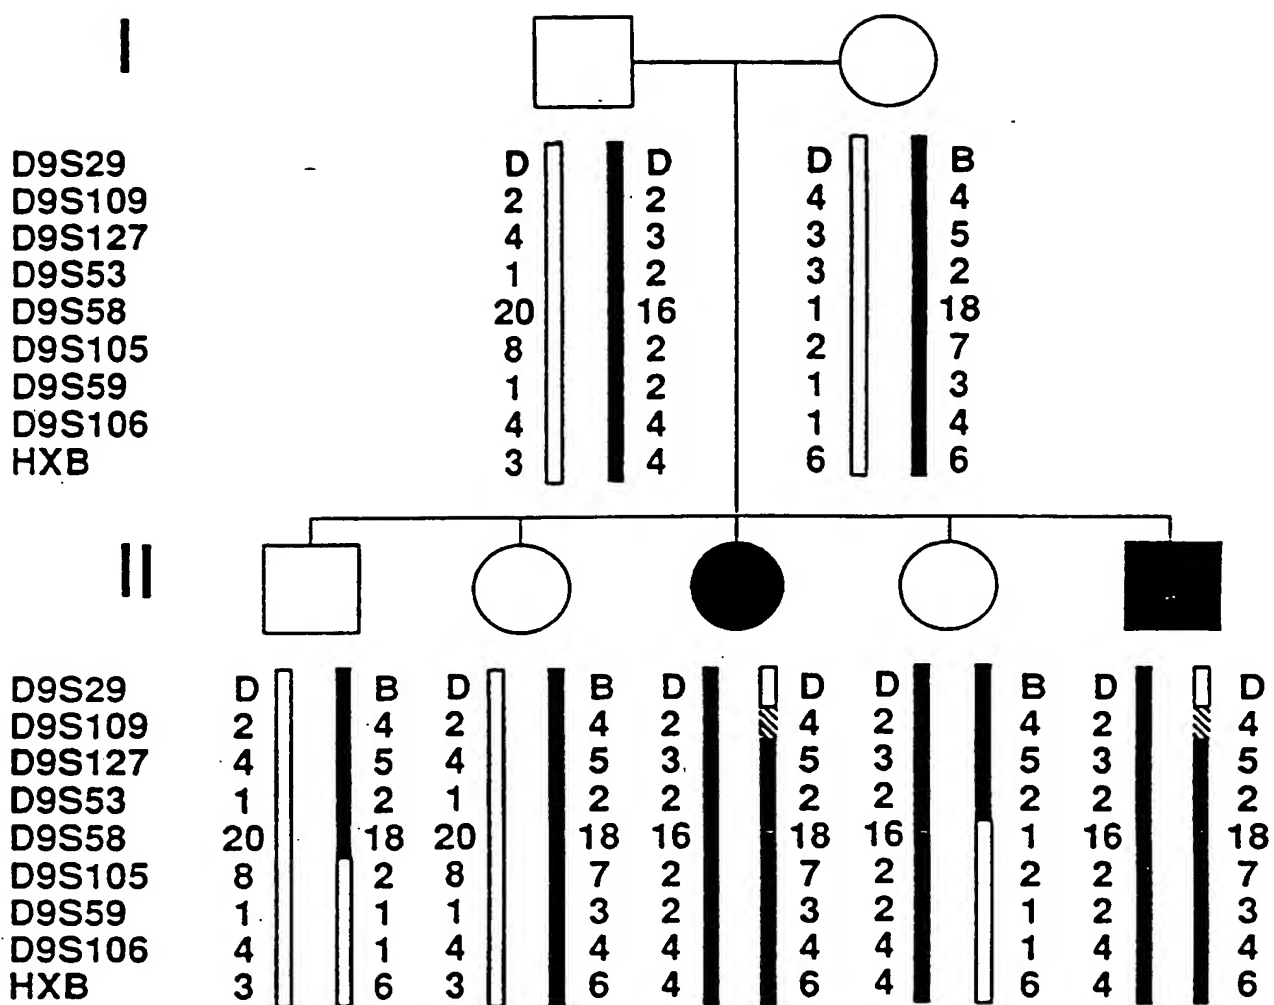 I
D9S29 D D D B
D9S109 2 2 4 4
D9S127 4 3 3 5
D9S53 1 2 3 2
D9S58 20 16 1 18
D9S105 8 2 2 7
D9S59 1 2 1 3
D9S106 4 4 1 4
HXB 3 4 6 6
II
D9S29 D B D B D D D B D D
D9S109 2 4 2 4 2 4 2 4 2 4
D9S127 4 5 4 5 3 5 3 5 3 5
D9S53 1 2 1 2 2 2 2 2 2 2
D9S58 20 18 20 18 16 18 16 1 16 18
D9S105 8 2 8 7 2 7 2 2 2 7
D9S59 1 1 1 3 2 3 2 1 2 3
D9S106 4 1 4 4 4 4 4 1 4 4
HXB 3 6 3 6 4 6 4 6 4 6